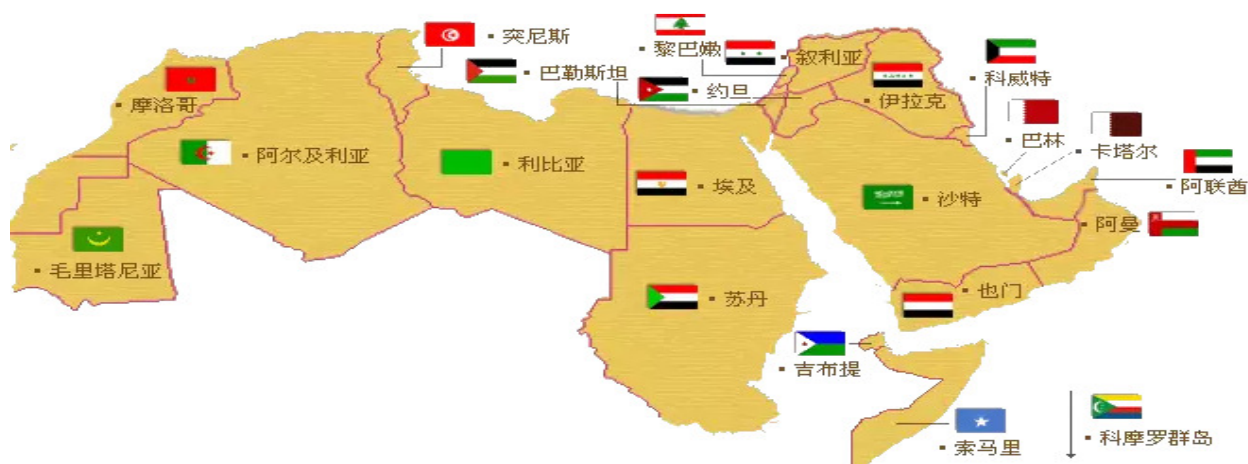 突尼斯
黎巴嫩
叙利亚
巴勒斯坦
约旦
科威特
摩洛哥
伊拉克
巴林
卡塔尔
阿尔及利亚
利比亚
埃及
沙特
阿联酋
阿曼
毛里塔尼亚
苏丹
也门
吉布提
索马里
科摩罗群岛